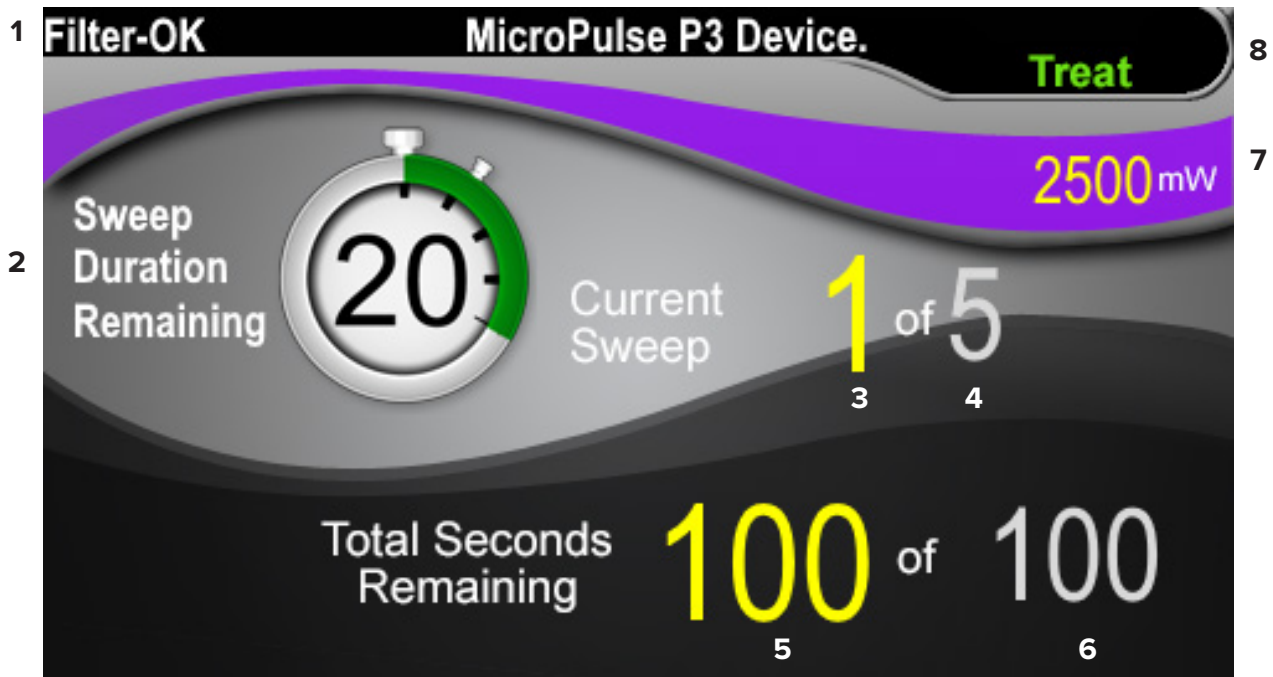 1 Filter-OK MicroPulse P3 Device. 8
Treat
2500 mW 7
Sweep
2 Duration 20
Remaining
Current
Sweep 1 of 5
3 4
Total Seconds
Remaining 100 of 100
5 6